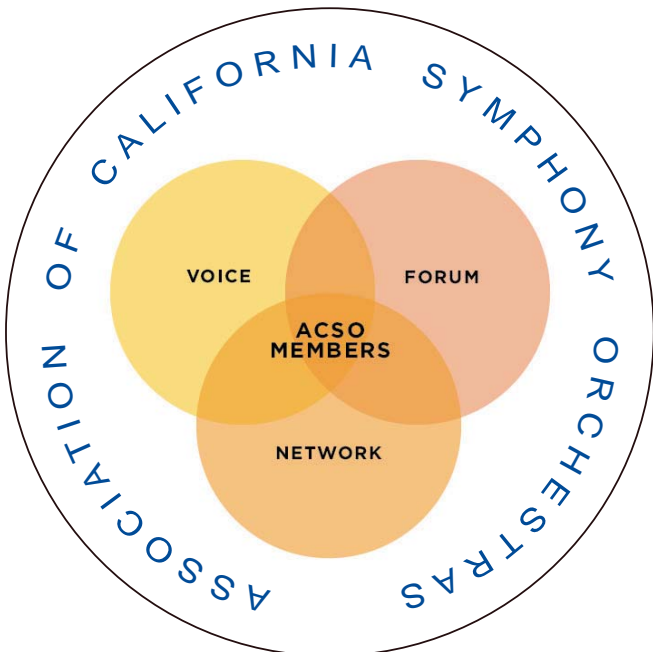 ASSOCIATION OF CALIFORNIA SYMPHONY ORCHESTRAS
VOICE
FORUM
ACSO
MEMBERS
NETWORK